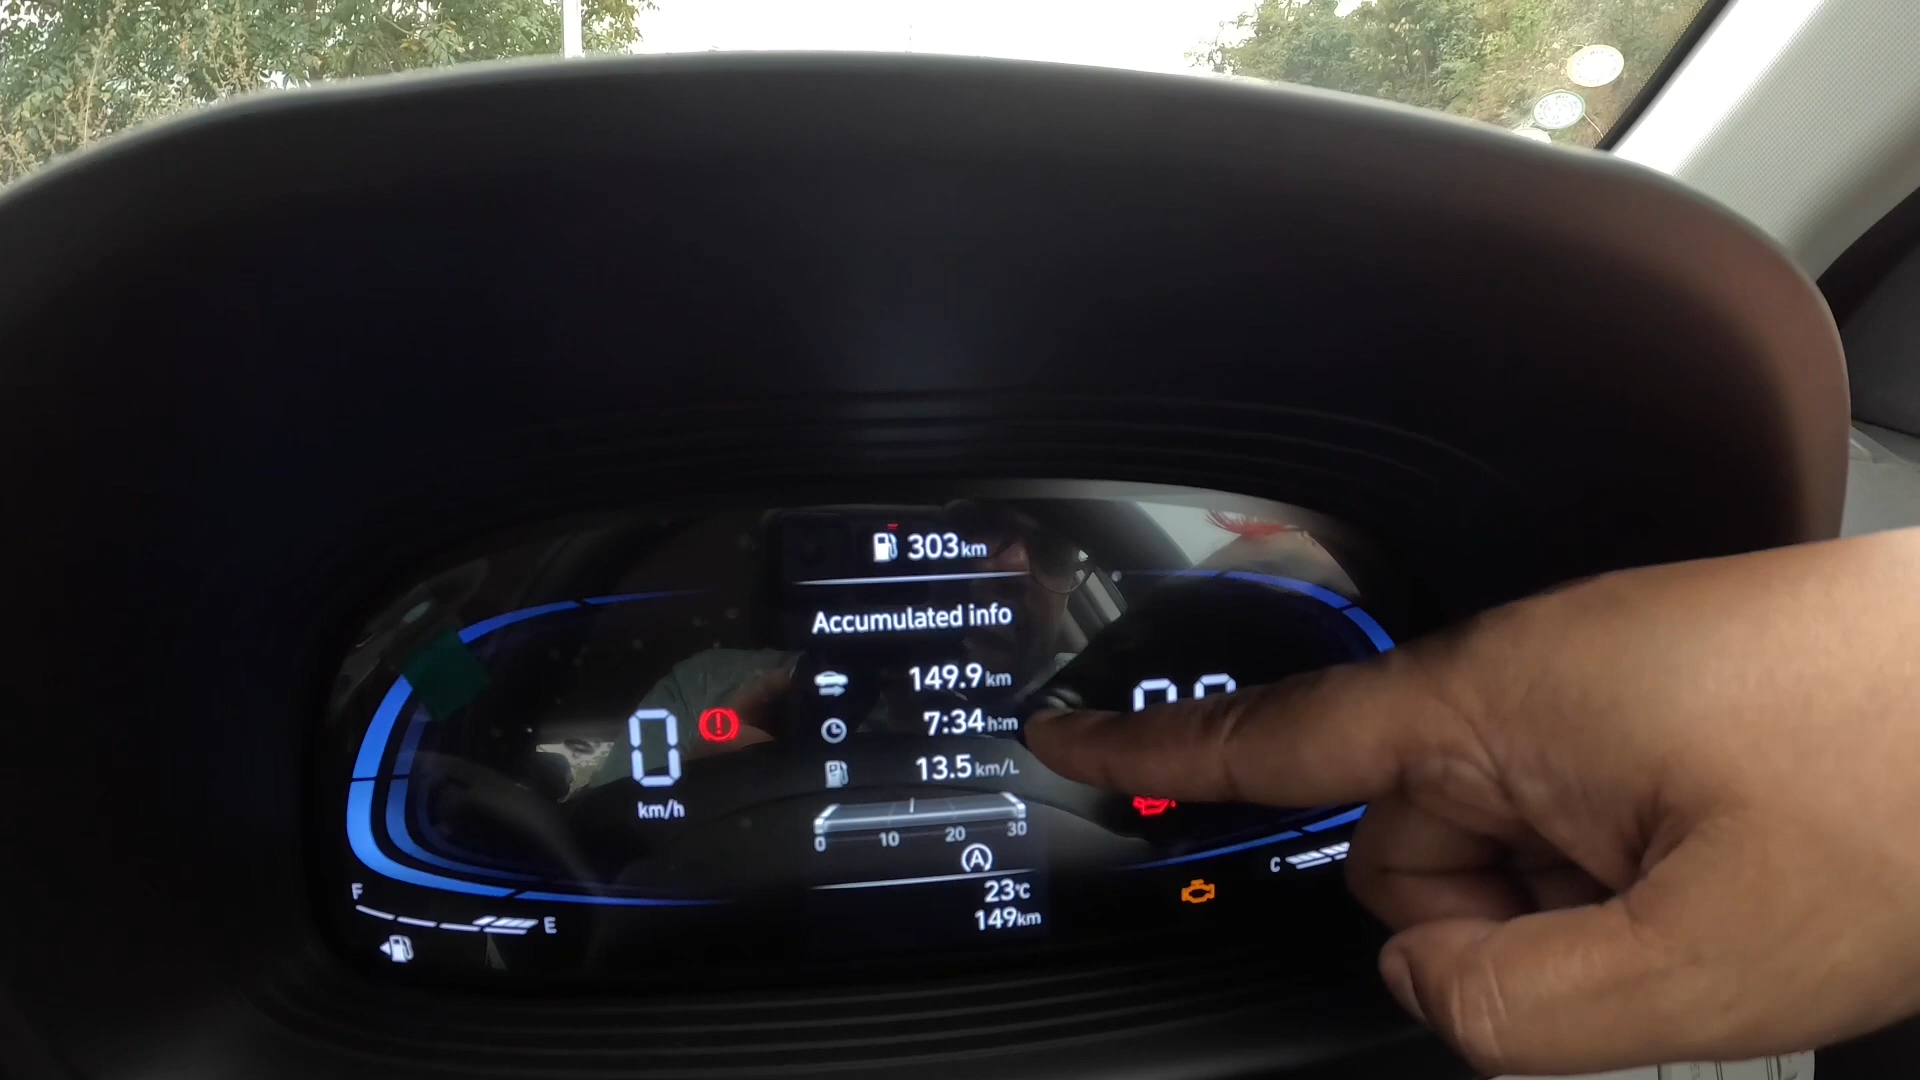 303km
Accumulated info
149.9km
7:34h:m
13.5km/L
0 10 20 30
A
0
km/h
F E
C
23°C
149km